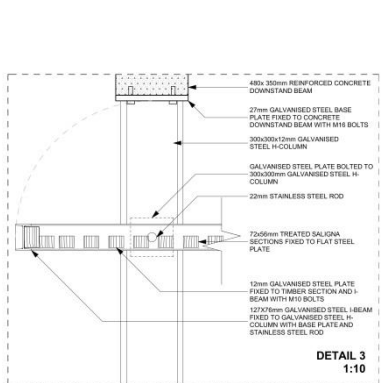 480x 350mm REINFORCED CONCRETE
DOWNSTAND BEAM
27mm GALVANISED STEEL BASE
PLATE FIXED TO CONCRETE
DOWNSTAND BEAM WITH M16 BOLTS
300x300x12mm GALVANISED
STEEL H-COLUMN
GALVANISED STEEL PLATE BOLTED TO
300x300mm GALVANISED STEEL H-
COLUMN
22mm STAINLESS STEEL ROD
72x56mm TREATED SALIGNA
SECTIONS FIXED TO FLAT STEEL
PLATE
12mm GALVANISED STEEL PLATE
FIXED TO TIMBER SECTION AND I-
BEAM WITH M10 BOLTS
127X76mm GALVANISED STEEL I-BEAM
FIXED TO GALVANISED STEEL H-
COLUMN WITH BASE PLATE AND
STAINLESS STEEL ROD
DETAIL 3
1:10